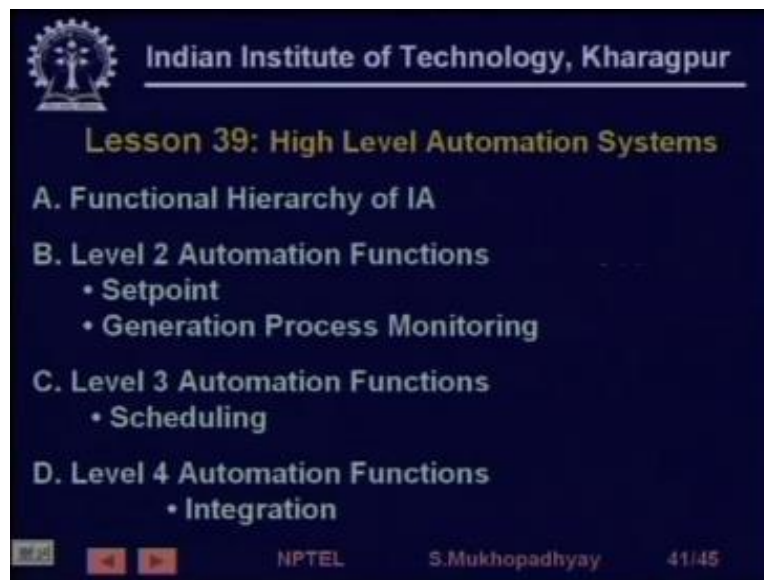 Indian Institute of Technology, Kharagpur
Lesson 39: High Level Automation Systems
A. Functional Hierarchy of IA
B. Level 2 Automation Functions
• Setpoint
• Generation Process Monitoring
C. Level 3 Automation Functions
• Scheduling
D. Level 4 Automation Functions
• Integration
NPTEL S.Mukhopadhyay 41/45